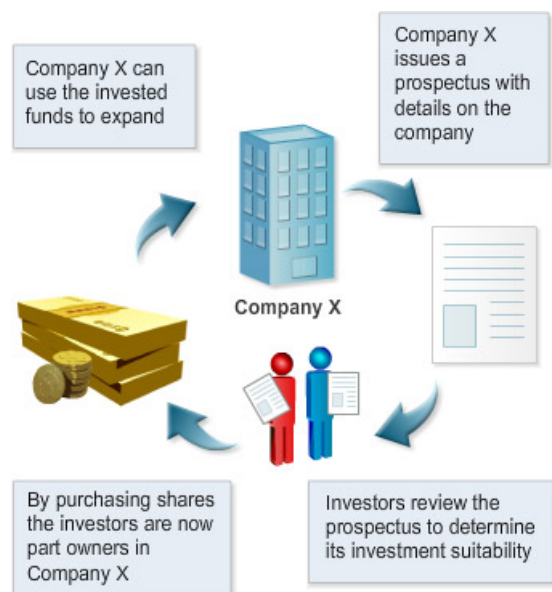 Company X can
use the invested
funds to expand
Company X
issues a
prospectus with
details on the
company
Company X
By purchasing shares
the investors are now
part owners in
Company X
Investors review the
prospectus to determine
its investment suitability